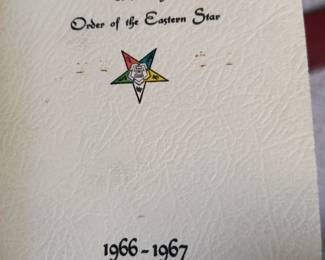 Order of the Eastern Star
1966-1967